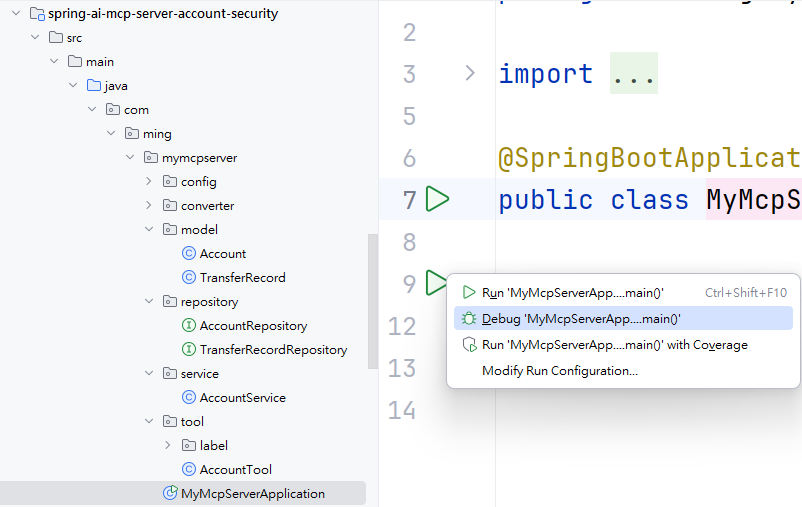 spring-ai-mcp-server-account-security
src
main
java
com
ming
mymcpserver
config
converter
model
Account
TransferRecord
repository
AccountRepository
TransferRecordRepository
service
AccountService
tool
label
AccountTool
MyMcpServerApplication
2
3 import ...
5
6 @SpringBootApplicat
7 public class MyMcpS
8
9
12
13
14
Run 'MyMcpServerApp....main()' Ctrl+Shift+F10
Debug 'MyMcpServerApp....main()'
Run 'MyMcpServerApp....main()' with Coverage
Modify Run Configuration...